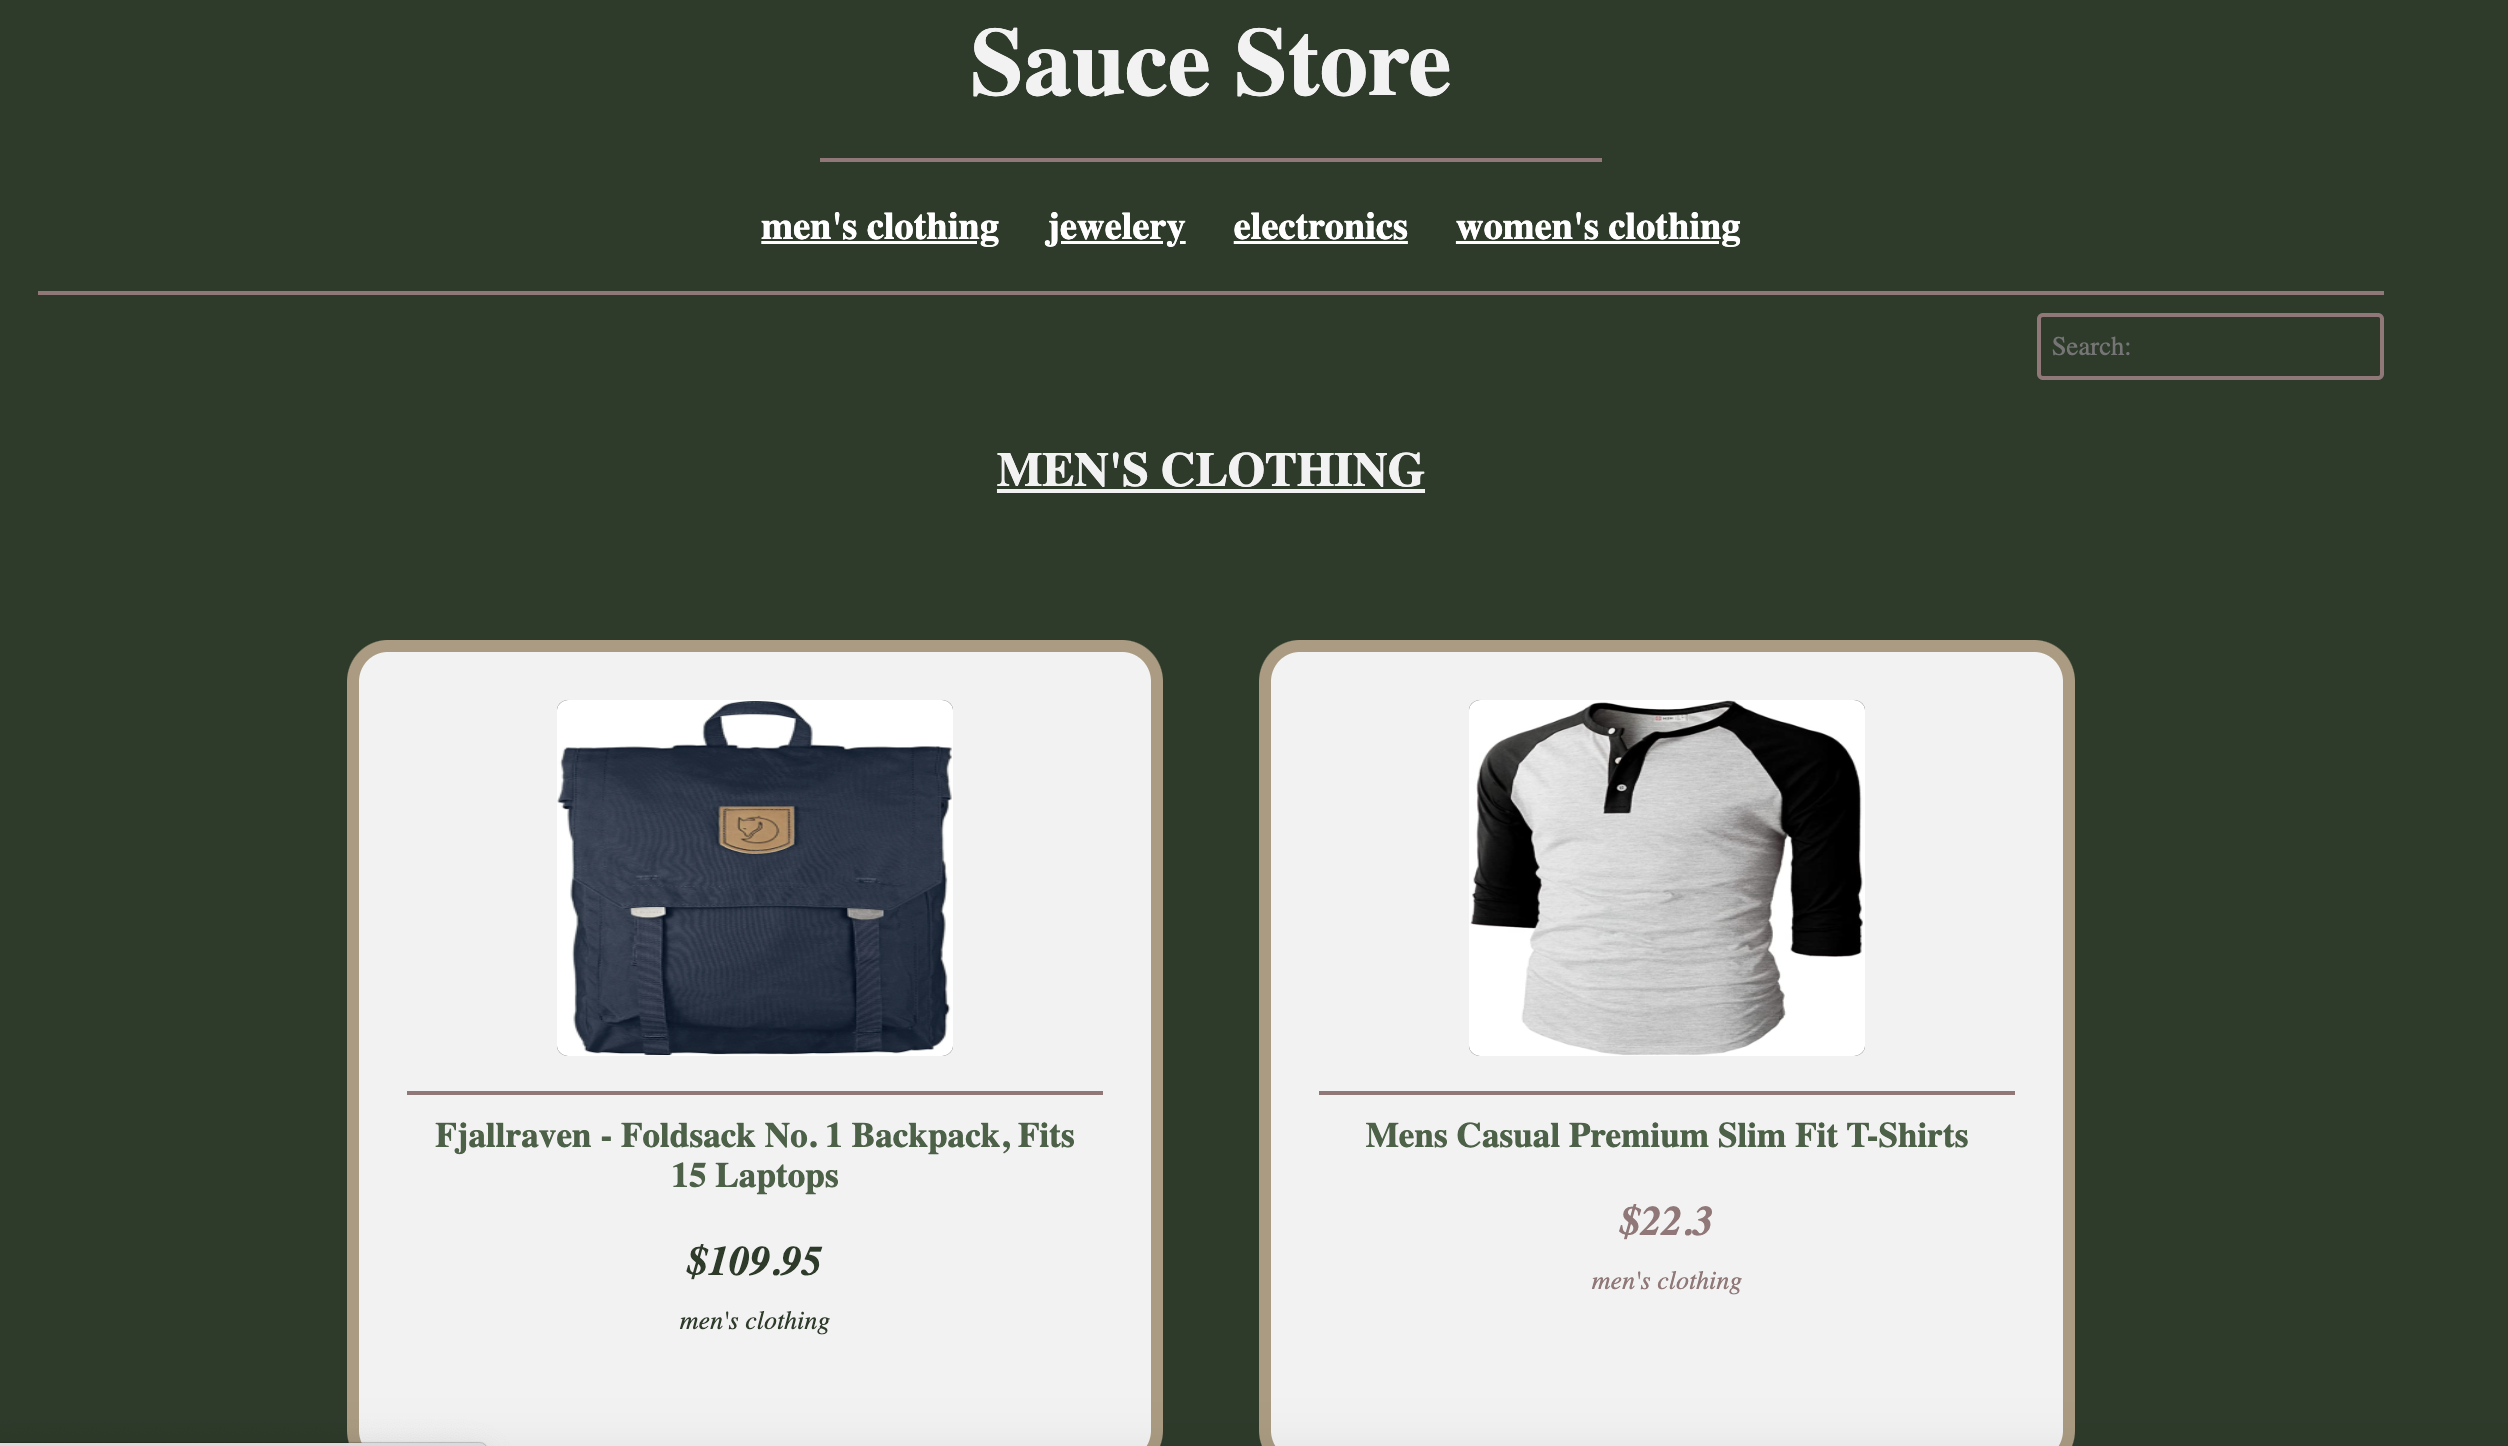 Sauce Store
men's clothing jewelery electronics women's clothing
Search:
MEN'S CLOTHING
Fjallraven - Foldsack No. 1 Backpack, Fits
15 Laptops
$109.95
men's clothing
Mens Casual Premium Slim Fit T-Shirts
$22.3
men's clothing